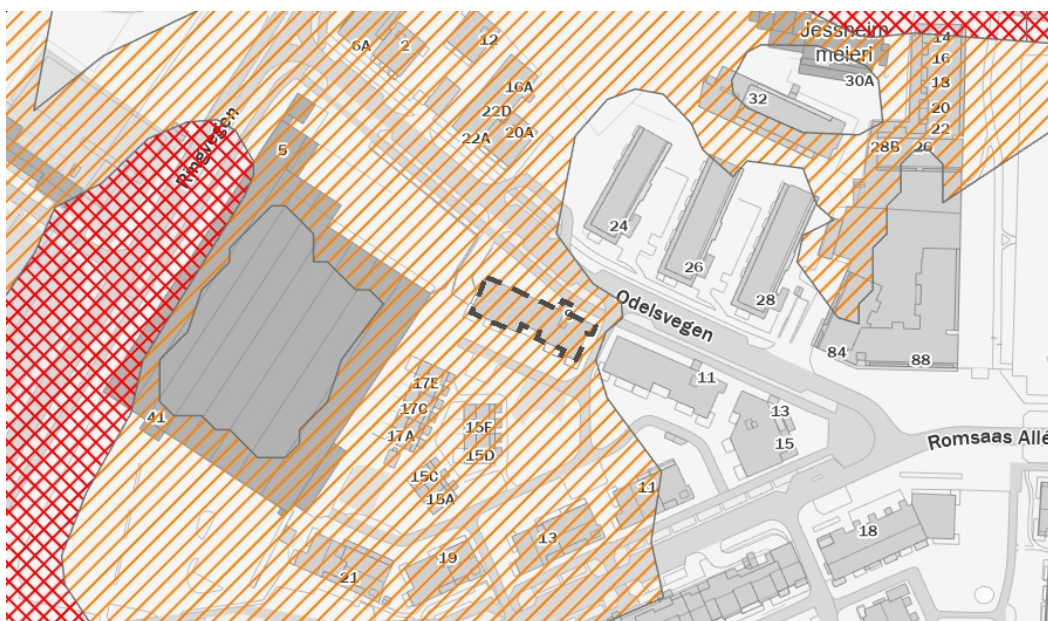 Jessheim
meieri
6A
2
12
14
16
30A
18
16A
32
20
22D
Ringvegen
22
20A
22A
28B
26
5
24
26
28
Odelsvegen
9
84
88
11
17E
13
17C
15
15F
Romsaas Allé
41
17A
15D
15C
11
15A
18
13
19
21